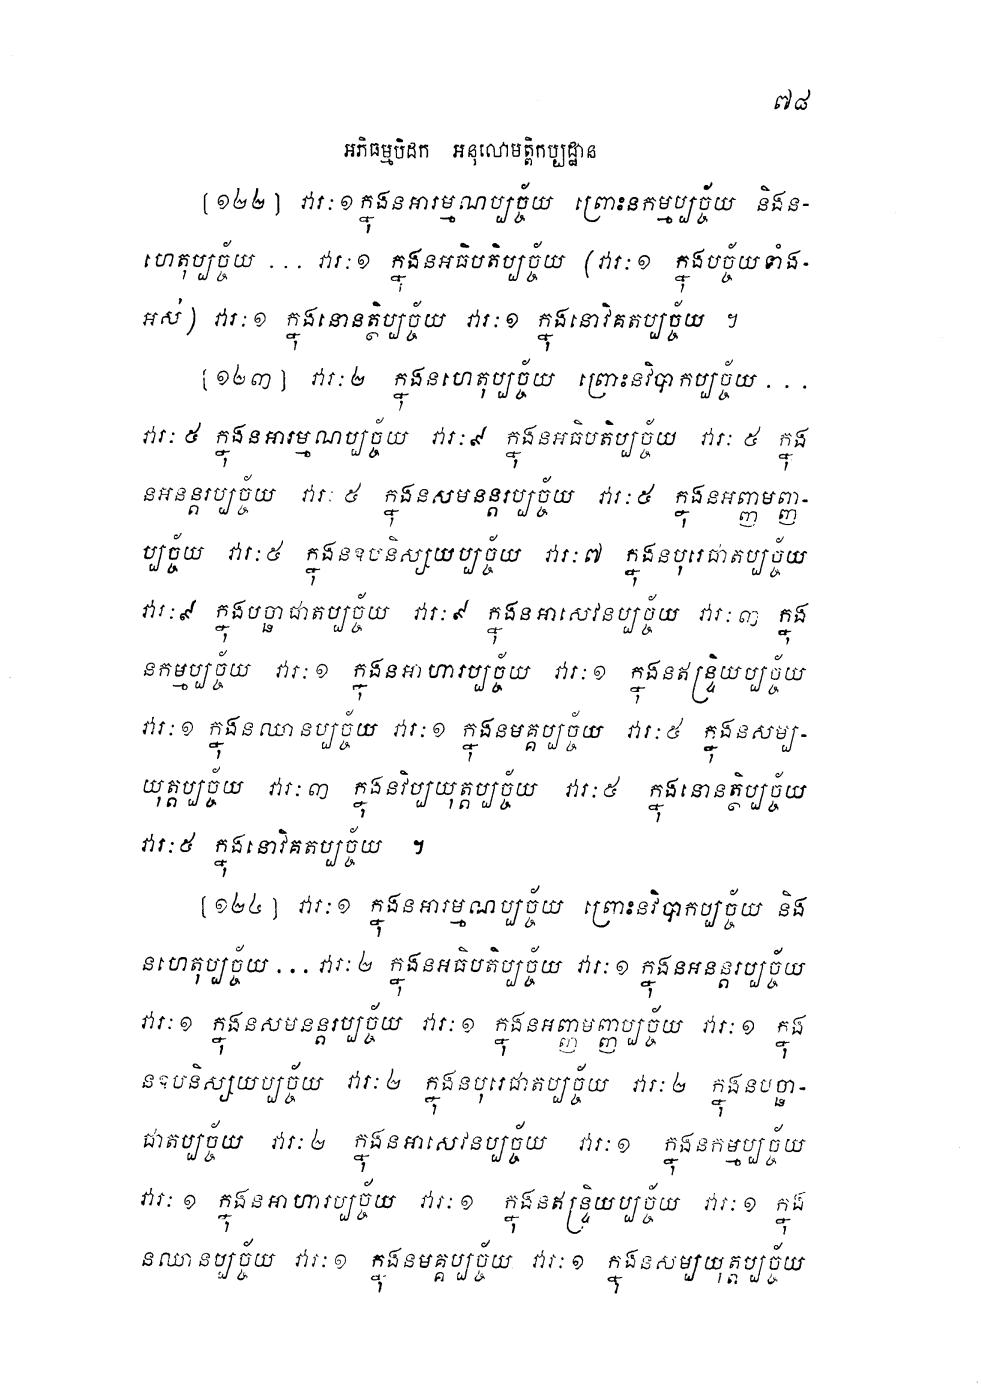 ៧៨
អភិធម្មបិដក អនុលោមត្តិកប្បដ្ឋាន
[១២២] វារៈ១ក្នុងនអារម្មណប្បច្ច័យ ព្រោះនកម្មប្បច្ច័យ និងន-
ហេតុប្បច្ច័យ ... វារៈ១ ក្នុងនអធិបតិប្បច្ច័យ (វារៈ១ ក្នុងបច្ច័យទាំង-
អស់) វារៈ១ ក្នុងនោនត្ថិប្បច្ច័យ វារៈ១ ក្នុងនោវិគតប្បច្ច័យ ។
[១២៣] វារៈ២ ក្នុងនហេតុប្បច្ច័យ ព្រោះនវិបាកប្បច្ច័យ ...
វារៈ៥ ក្នុងនអារម្មណប្បច្ច័យ វារៈ៩ ក្នុងនអធិបតិប្បច្ច័យ វារៈ៥ ក្នុង
នអនន្តរប្បច្ច័យ វារៈ៥ ក្នុងនសមនន្តរប្បច្ច័យ វារៈ៥ ក្នុងនអញ្ញាមញ្ញ-
ប្បច្ច័យ វារៈ៥ ក្នុងនឧបនិស្សយប្បច្ច័យ វារៈ៧ ក្នុងនបុរេជាតប្បច្ច័យ
វារៈ៩ ក្នុងបច្ឆាជាតប្បច្ច័យ វារៈ៩ ក្នុងនអាសេវនប្បច្ច័យ វារៈ៣ ក្នុង
នកម្មប្បច្ច័យ វារៈ១ ក្នុងនអាហារប្បច្ច័យ វារៈ១ ក្នុងនឥន្ទ្រិយប្បច្ច័យ
វារៈ១ ក្នុងនឈានប្បច្ច័យ វារៈ១ ក្នុងនមគ្គប្បច្ច័យ វារៈ៥ ក្នុងនសម្ប-
យុត្តប្បច្ច័យ វារៈ៣ ក្នុងនវិប្បយុត្តប្បច្ច័យ វារៈ៥ ក្នុងនោនត្ថិប្បច្ច័យ
វារៈ៥ ក្នុងនោវិគតប្បច្ច័យ ។
[១២៤] វារៈ១ ក្នុងនអារម្មណប្បច្ច័យ ព្រោះនវិបាកប្បច្ច័យ និង
នហេតុប្បច្ច័យ ... វារៈ២ ក្នុងនអធិបតិប្បច្ច័យ វារៈ១ ក្នុងនអនន្តរប្បច្ច័យ
វារៈ១ ក្នុងនសមនន្តរប្បច្ច័យ វារៈ១ ក្នុងនអញ្ញាមញ្ញប្បច្ច័យ វារៈ១ ក្នុង
នឧបនិស្សយប្បច្ច័យ វារៈ២ ក្នុងនបុរេជាតប្បច្ច័យ វារៈ២ ក្នុងនបច្ឆា-
ជាតប្បច្ច័យ វារៈ២ ក្នុងនអាសេវនប្បច្ច័យ វារៈ១ ក្នុងនកម្មប្បច្ច័យ
វារៈ១ ក្នុងនអាហារប្បច្ច័យ វារៈ១ ក្នុងនឥន្ទ្រិយប្បច្ច័យ វារៈ១ ក្នុង
នឈានប្បច្ច័យ វារៈ១ ក្នុងនមគ្គប្បច្ច័យ វារៈ១ ក្នុងនសម្បយុត្តប្បច្ច័យ